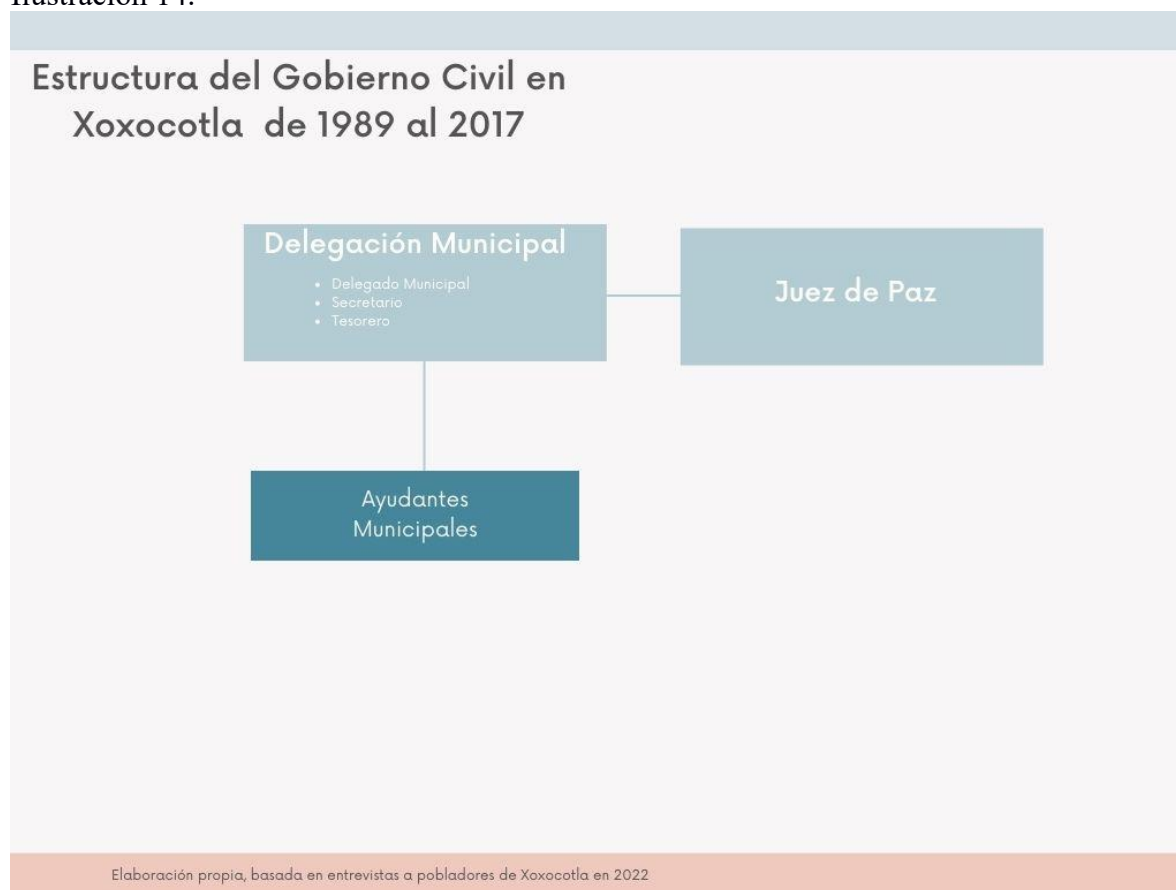 Ilustración 14.
Estructura del Gobierno Civil en
Xoxocotla de 1989 al 2017
Delegación Municipal
• Delegado Municipal
• Secretario
• Tesorero
Juez de Paz
Ayudantes
Municipales
Elaboración propia, basada en entrevistas a pobladores de Xoxocotla en 2022